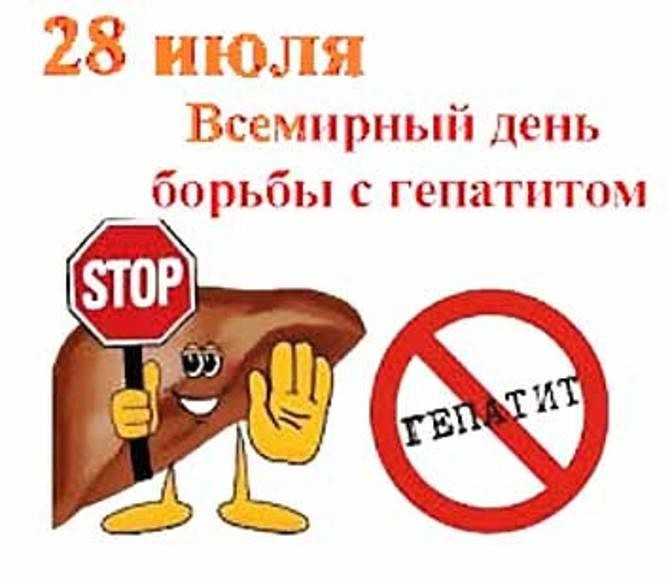 28 июля
Всемирный день
борьбы с гепатитом
STOP
ГЕПАТИТ